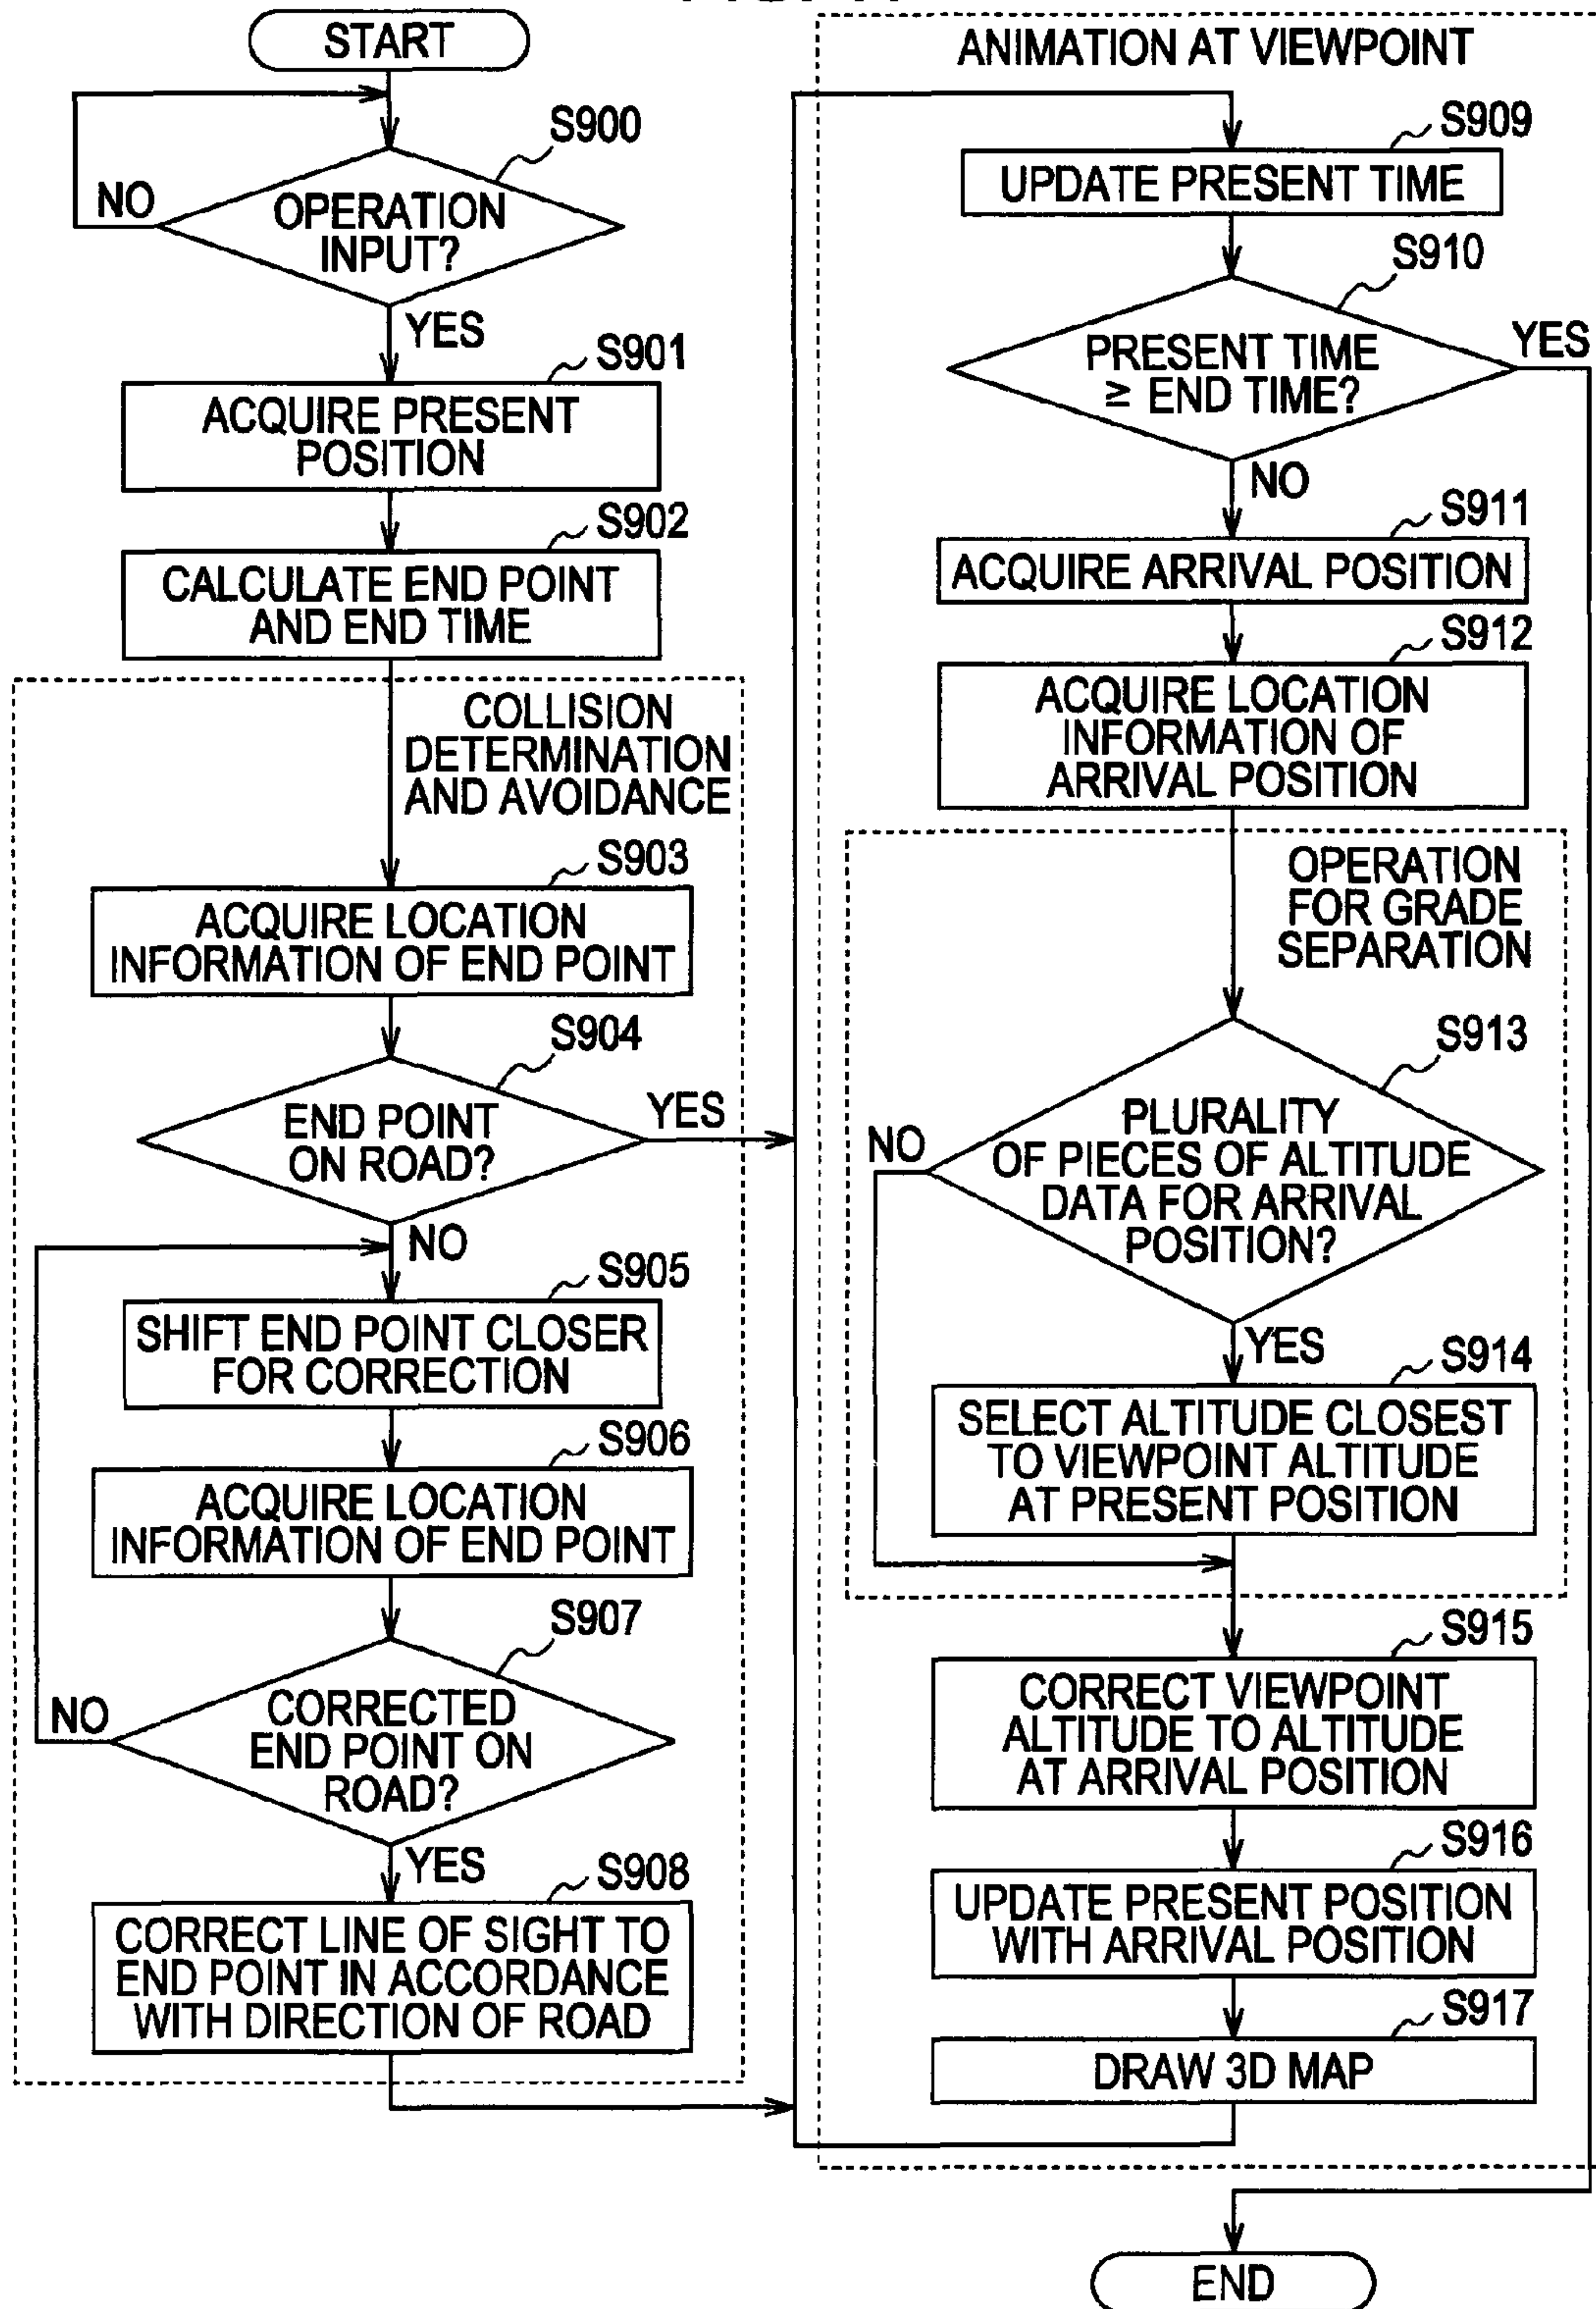 START
S900
NO
OPERATION
INPUT?
YES
S901
ACQUIRE PRESENT
POSITION
S902
CALCULATE END POINT
AND END TIME
COLLISION
DETERMINATION
AND AVOIDANCE
S903
ACQUIRE LOCATION
INFORMATION OF END POINT
S904
END POINT
ON ROAD?
YES
NO
S905
SHIFT END POINT CLOSER
FOR CORRECTION
S906
ACQUIRE LOCATION
INFORMATION OF END POINT
S907
NO
CORRECTED
END POINT ON
ROAD?
YES
S908
CORRECT LINE OF SIGHT TO
END POINT IN ACCORDANCE
WITH DIRECTION OF ROAD
ANIMATION AT VIEWPOINT
S909
UPDATE PRESENT TIME
S910
PRESENT TIME
≥ END TIME?
YES
NO
S911
ACQUIRE ARRIVAL POSITION
S912
ACQUIRE LOCATION
INFORMATION OF
ARRIVAL POSITION
OPERATION
FOR GRADE
SEPARATION
S913
NO
PLURALITY
OF PIECES OF ALTITUDE
DATA FOR ARRIVAL
POSITION?
YES
S914
SELECT ALTITUDE CLOSEST
TO VIEWPOINT ALTITUDE
AT PRESENT POSITION
S915
CORRECT VIEWPOINT
ALTITUDE TO ALTITUDE
AT ARRIVAL POSITION
S916
UPDATE PRESENT POSITION
WITH ARRIVAL POSITION
S917
DRAW 3D MAP
END